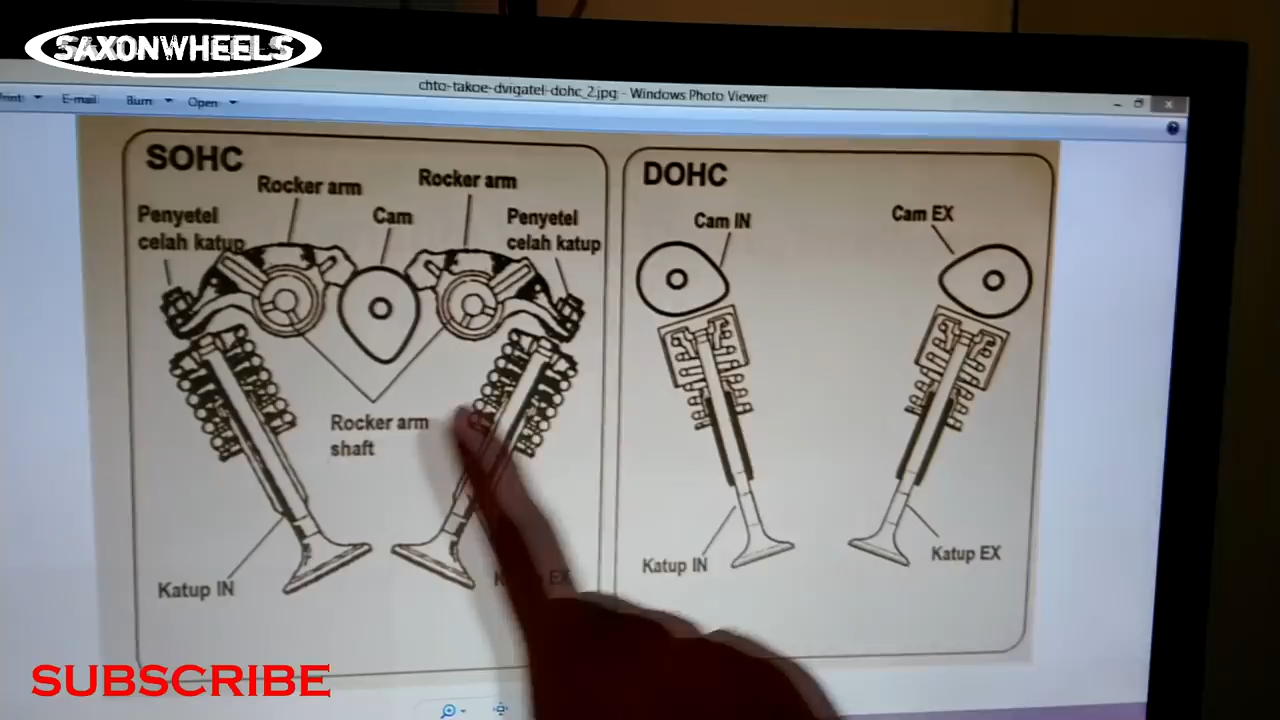 SAXONWHEELS
chto-takoe-dvigatel-dohc_2.jpg - Windows Photo Viewer
Print E-mail Burn Open
SOHC
Rocker arm
Rocker arm
Penyetel
celah katup
Cam
Penyetel
celah katup
Rocker arm
shaft
Katup IN
EX
DOHC
Cam IN
Cam EX
Katup IN
Katup EX
SUBSCRIBE